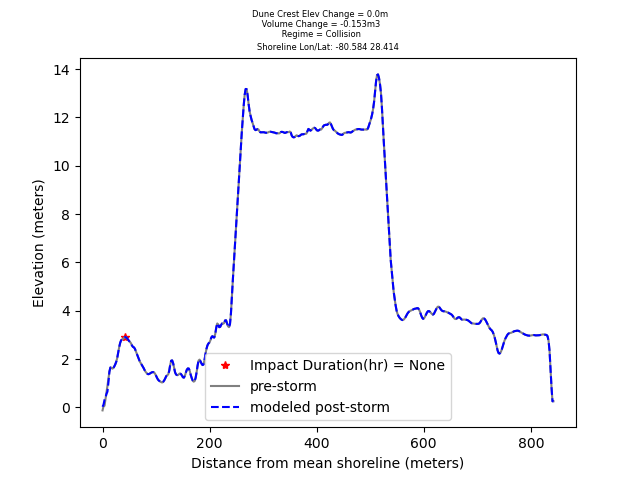 Dune Crest Elev Change = 0.0m
Volume Change = -0.153m3
Regime = Collision
Shoreline Lon/Lat: -80.584 28.414
14
12
10
8
6
4
2
0
Elevation (meters)
Impact Duration(hr) = None
pre-storm
modeled post-storm
0 200 400 600 800
Distance from mean shoreline (meters)